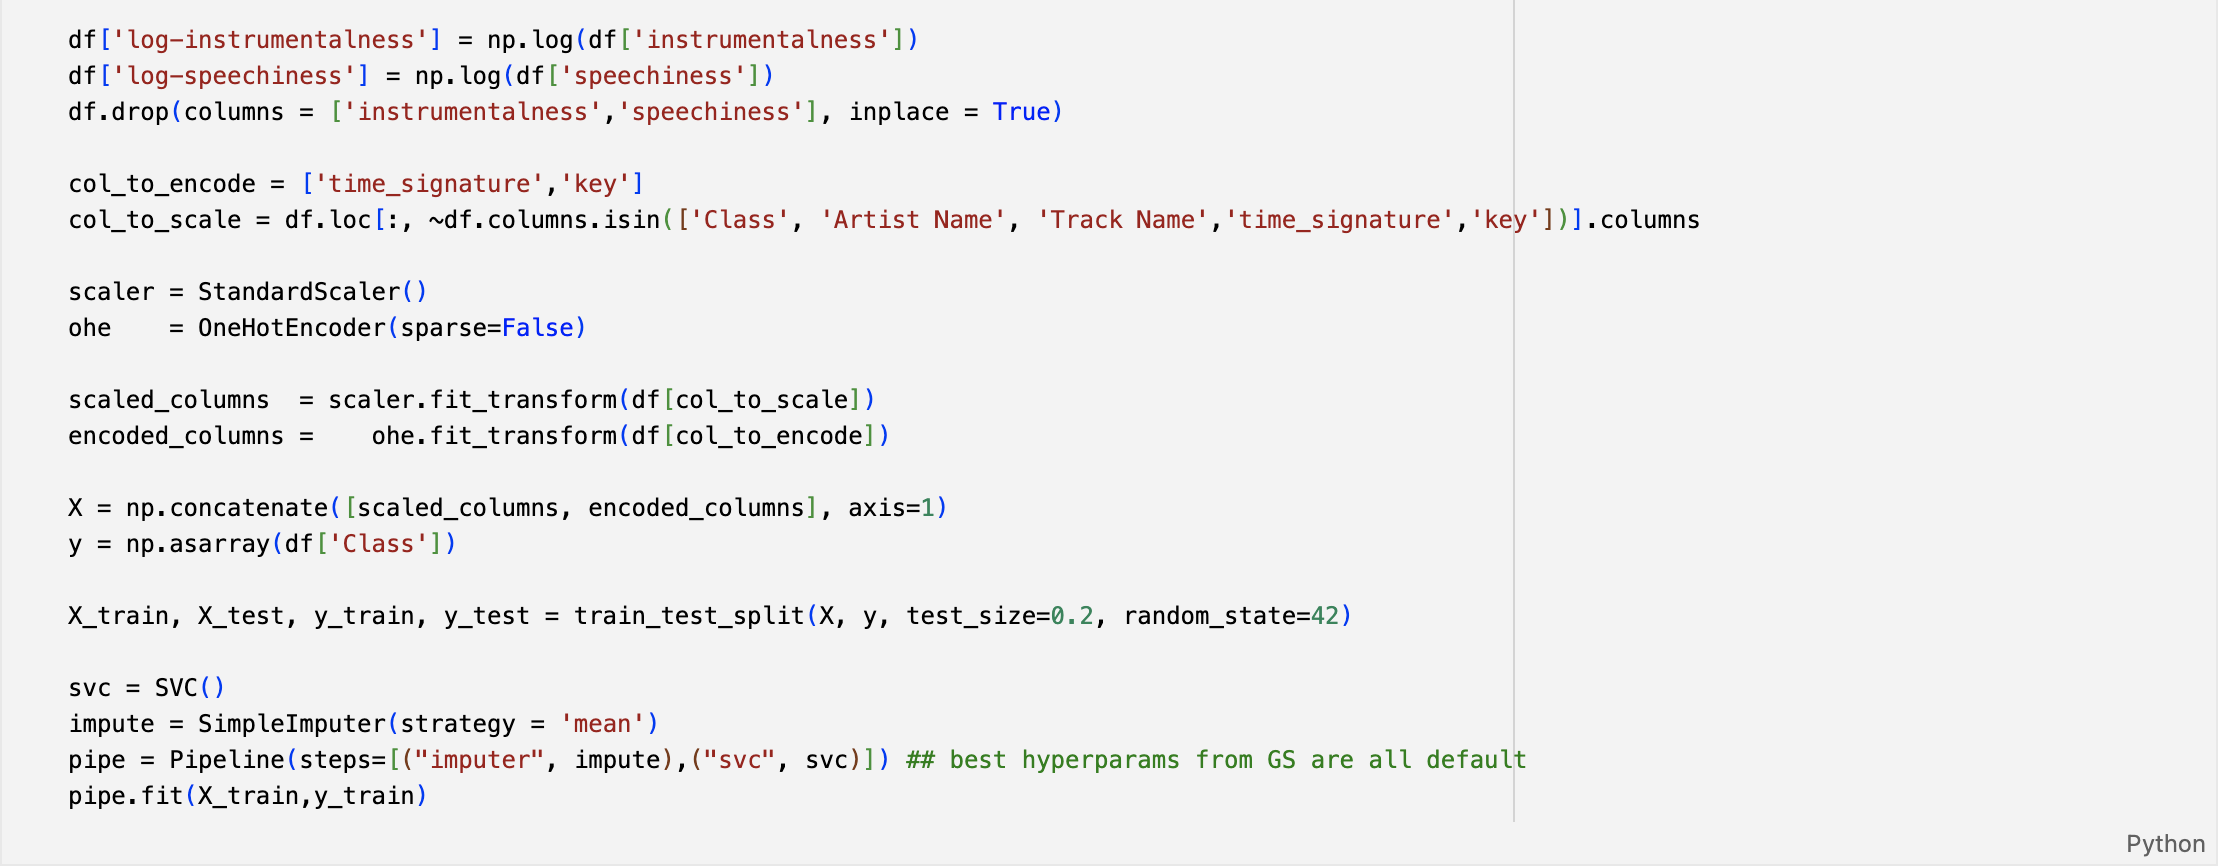 df['log-instrumentalness'] = np.log(df['instrumentalness'])
df['log-speechiness'] = np.log(df['speechiness'])
df.drop(columns = ['instrumentalness','speechiness'], inplace = True)
col_to_encode = ['time_signature','key']
col_to_scale = df.loc[:, ~df.columns.isin(['Class', 'Artist Name', 'Track Name','time_signature','key'])].columns
scaler = StandardScaler()
ohe    = OneHotEncoder(sparse=False)
scaled_columns  = scaler.fit_transform(df[col_to_scale])
encoded_columns =    ohe.fit_transform(df[col_to_encode])
X = np.concatenate([scaled_columns, encoded_columns], axis=1)
y = np.asarray(df['Class'])
X_train, X_test, y_train, y_test = train_test_split(X, y, test_size=0.2, random_state=42)
svc = SVC()
impute = SimpleImputer(strategy = 'mean')
pipe = Pipeline(steps=[("imputer", impute),("svc", svc)]) ## best hyperparams from GS are all default
pipe.fit(X_train,y_train)
Python